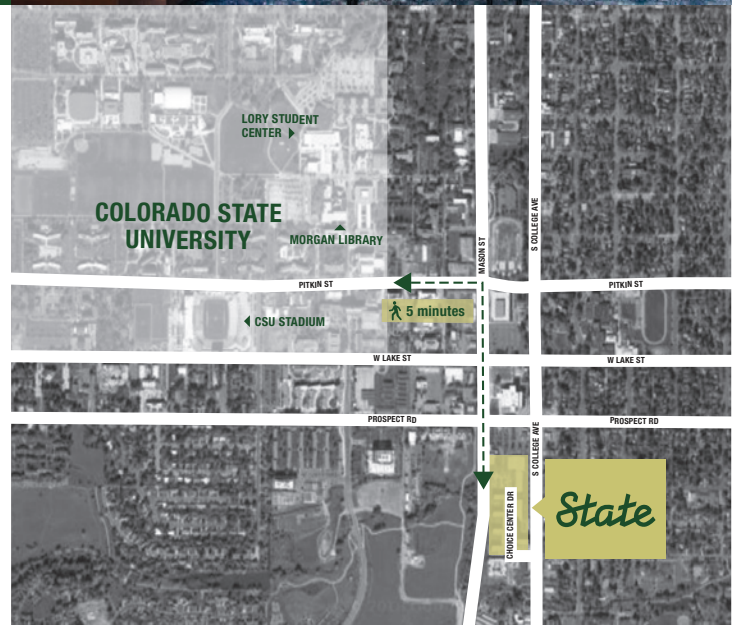 LORY STUDENT
CENTER
COLORADO STATE
UNIVERSITY
MORGAN LIBRARY
MASON ST
S COLLEGE AVE
PITKIN ST
PITKIN ST
5 minutes
CSU STADIUM
W LAKE ST
W LAKE ST
PROSPECT RD
PROSPECT RD
S COLLEGE AVE
CHOICE CENTER DR
State